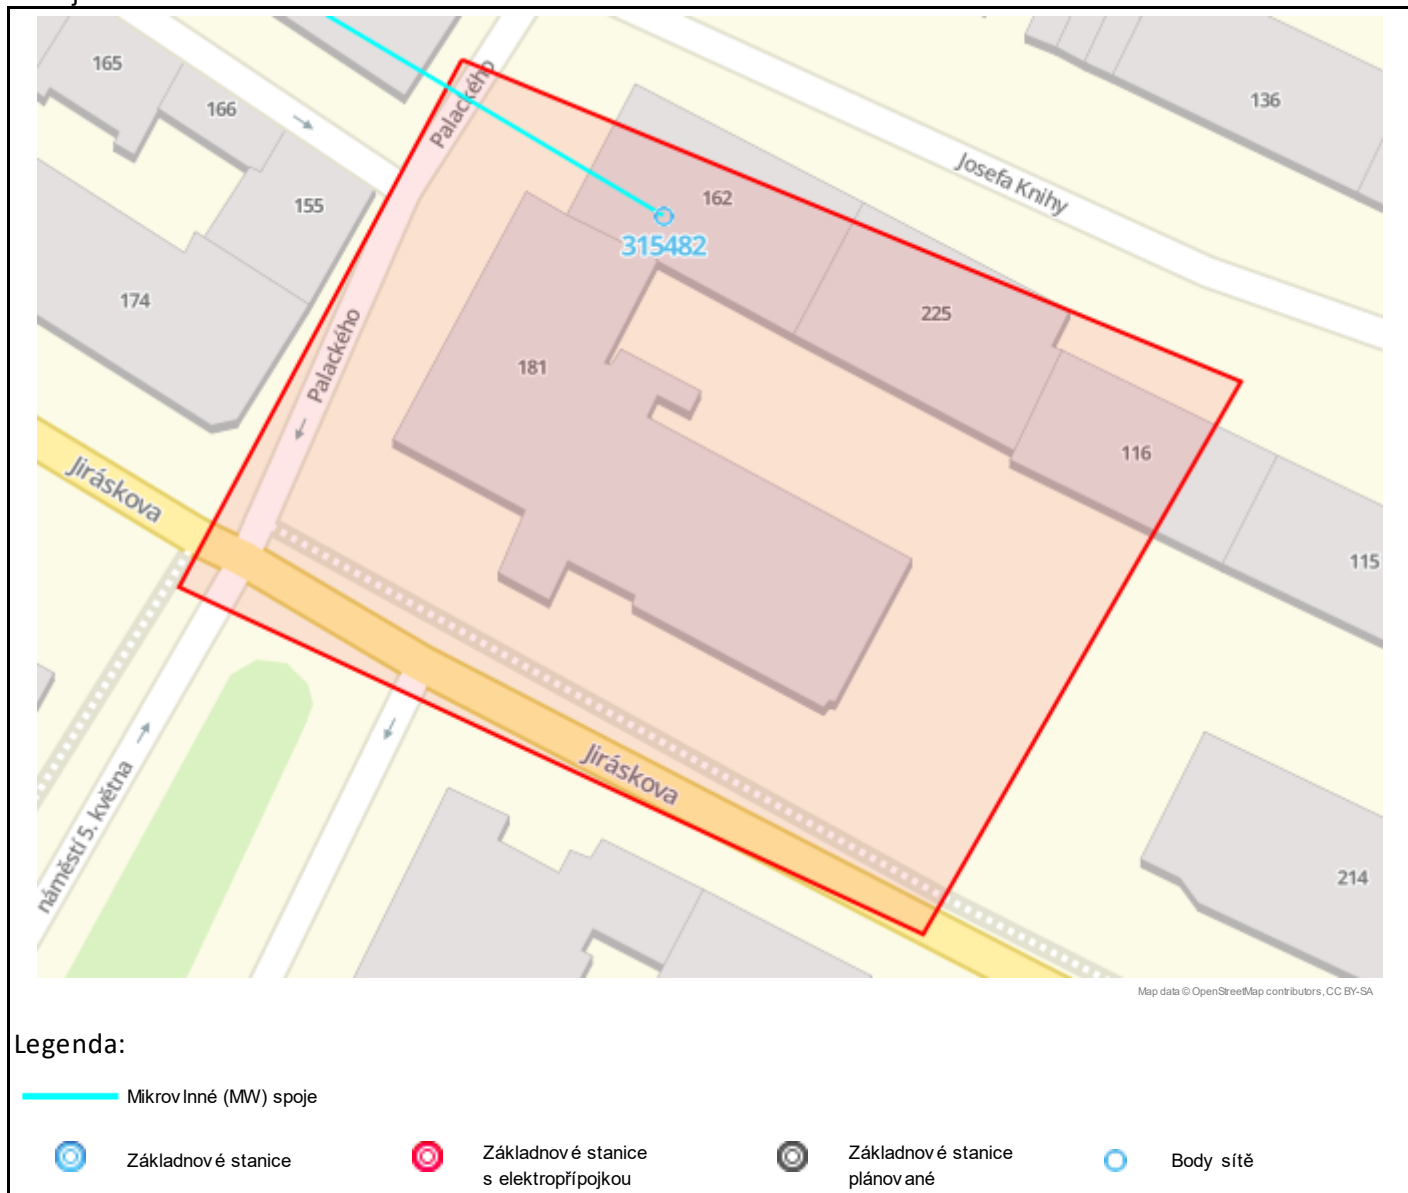 165
166
136
Palackého
Josefa Knihy
155
162
315482
174
225
Palackého
181
116
Jiráskova
115
Jiráskova
náměstí 5. května
214
Map data © OpenStreetMap contributors, CC BY-SA
Legenda:
Mikrovlnné (MW) spoje
Základnové stanice
Základnové stanice
s elektropřípojkou
Základnové stanice
plánované
Body sítě